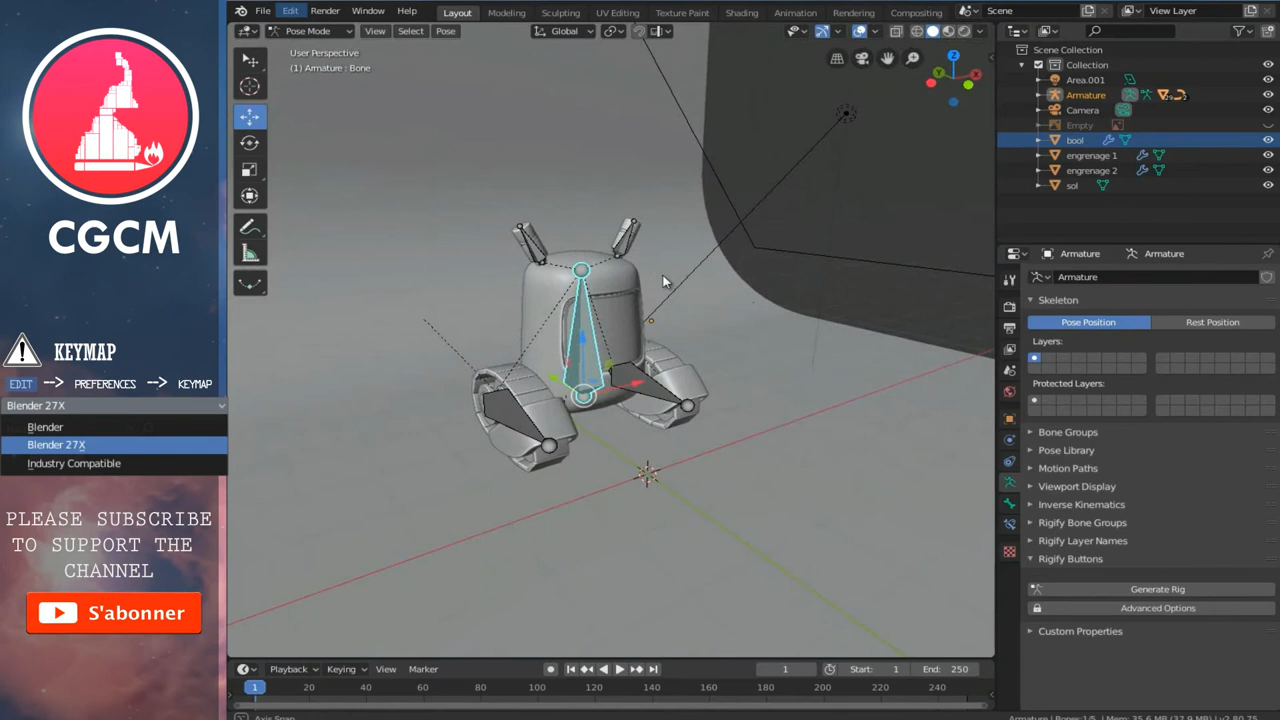 CGCM
KEYMAP
EDIT --> PREFERENCES --> KEYMAP
Blender 27X
Blender
Blender 27X
Industry Compatible
PLEASE SUBSCRIBE
TO SUPPORT THE
CHANNEL
S'abonner
File Edit Render Window Help
Layout Modeling Sculpting UV Editing Texture Paint Shading Animation Rendering Compositing
Scene
View Layer
Pose Mode View Select Pose
Global
User Perspective
(1) Armature : Bone
Z
Y
X
Scene Collection
Collection
Area.001
Armature
Camera
Empty
bool
engrenage 1
engrenage 2
sol
Armature Armature
Armature
Skeleton
Pose Position Rest Position
Layers:
Protected Layers:
Bone Groups
Pose Library
Motion Paths
Viewport Display
Inverse Kinematics
Rigify Bone Groups
Rigify Layer Names
Rigify Buttons
Generate Rig
Advanced Options
Custom Properties
Playback Keying View Marker
1 Start: 1 End: 250
1 20 40 60 80 100 120 140 160 180 200 220 240
Axis Snap